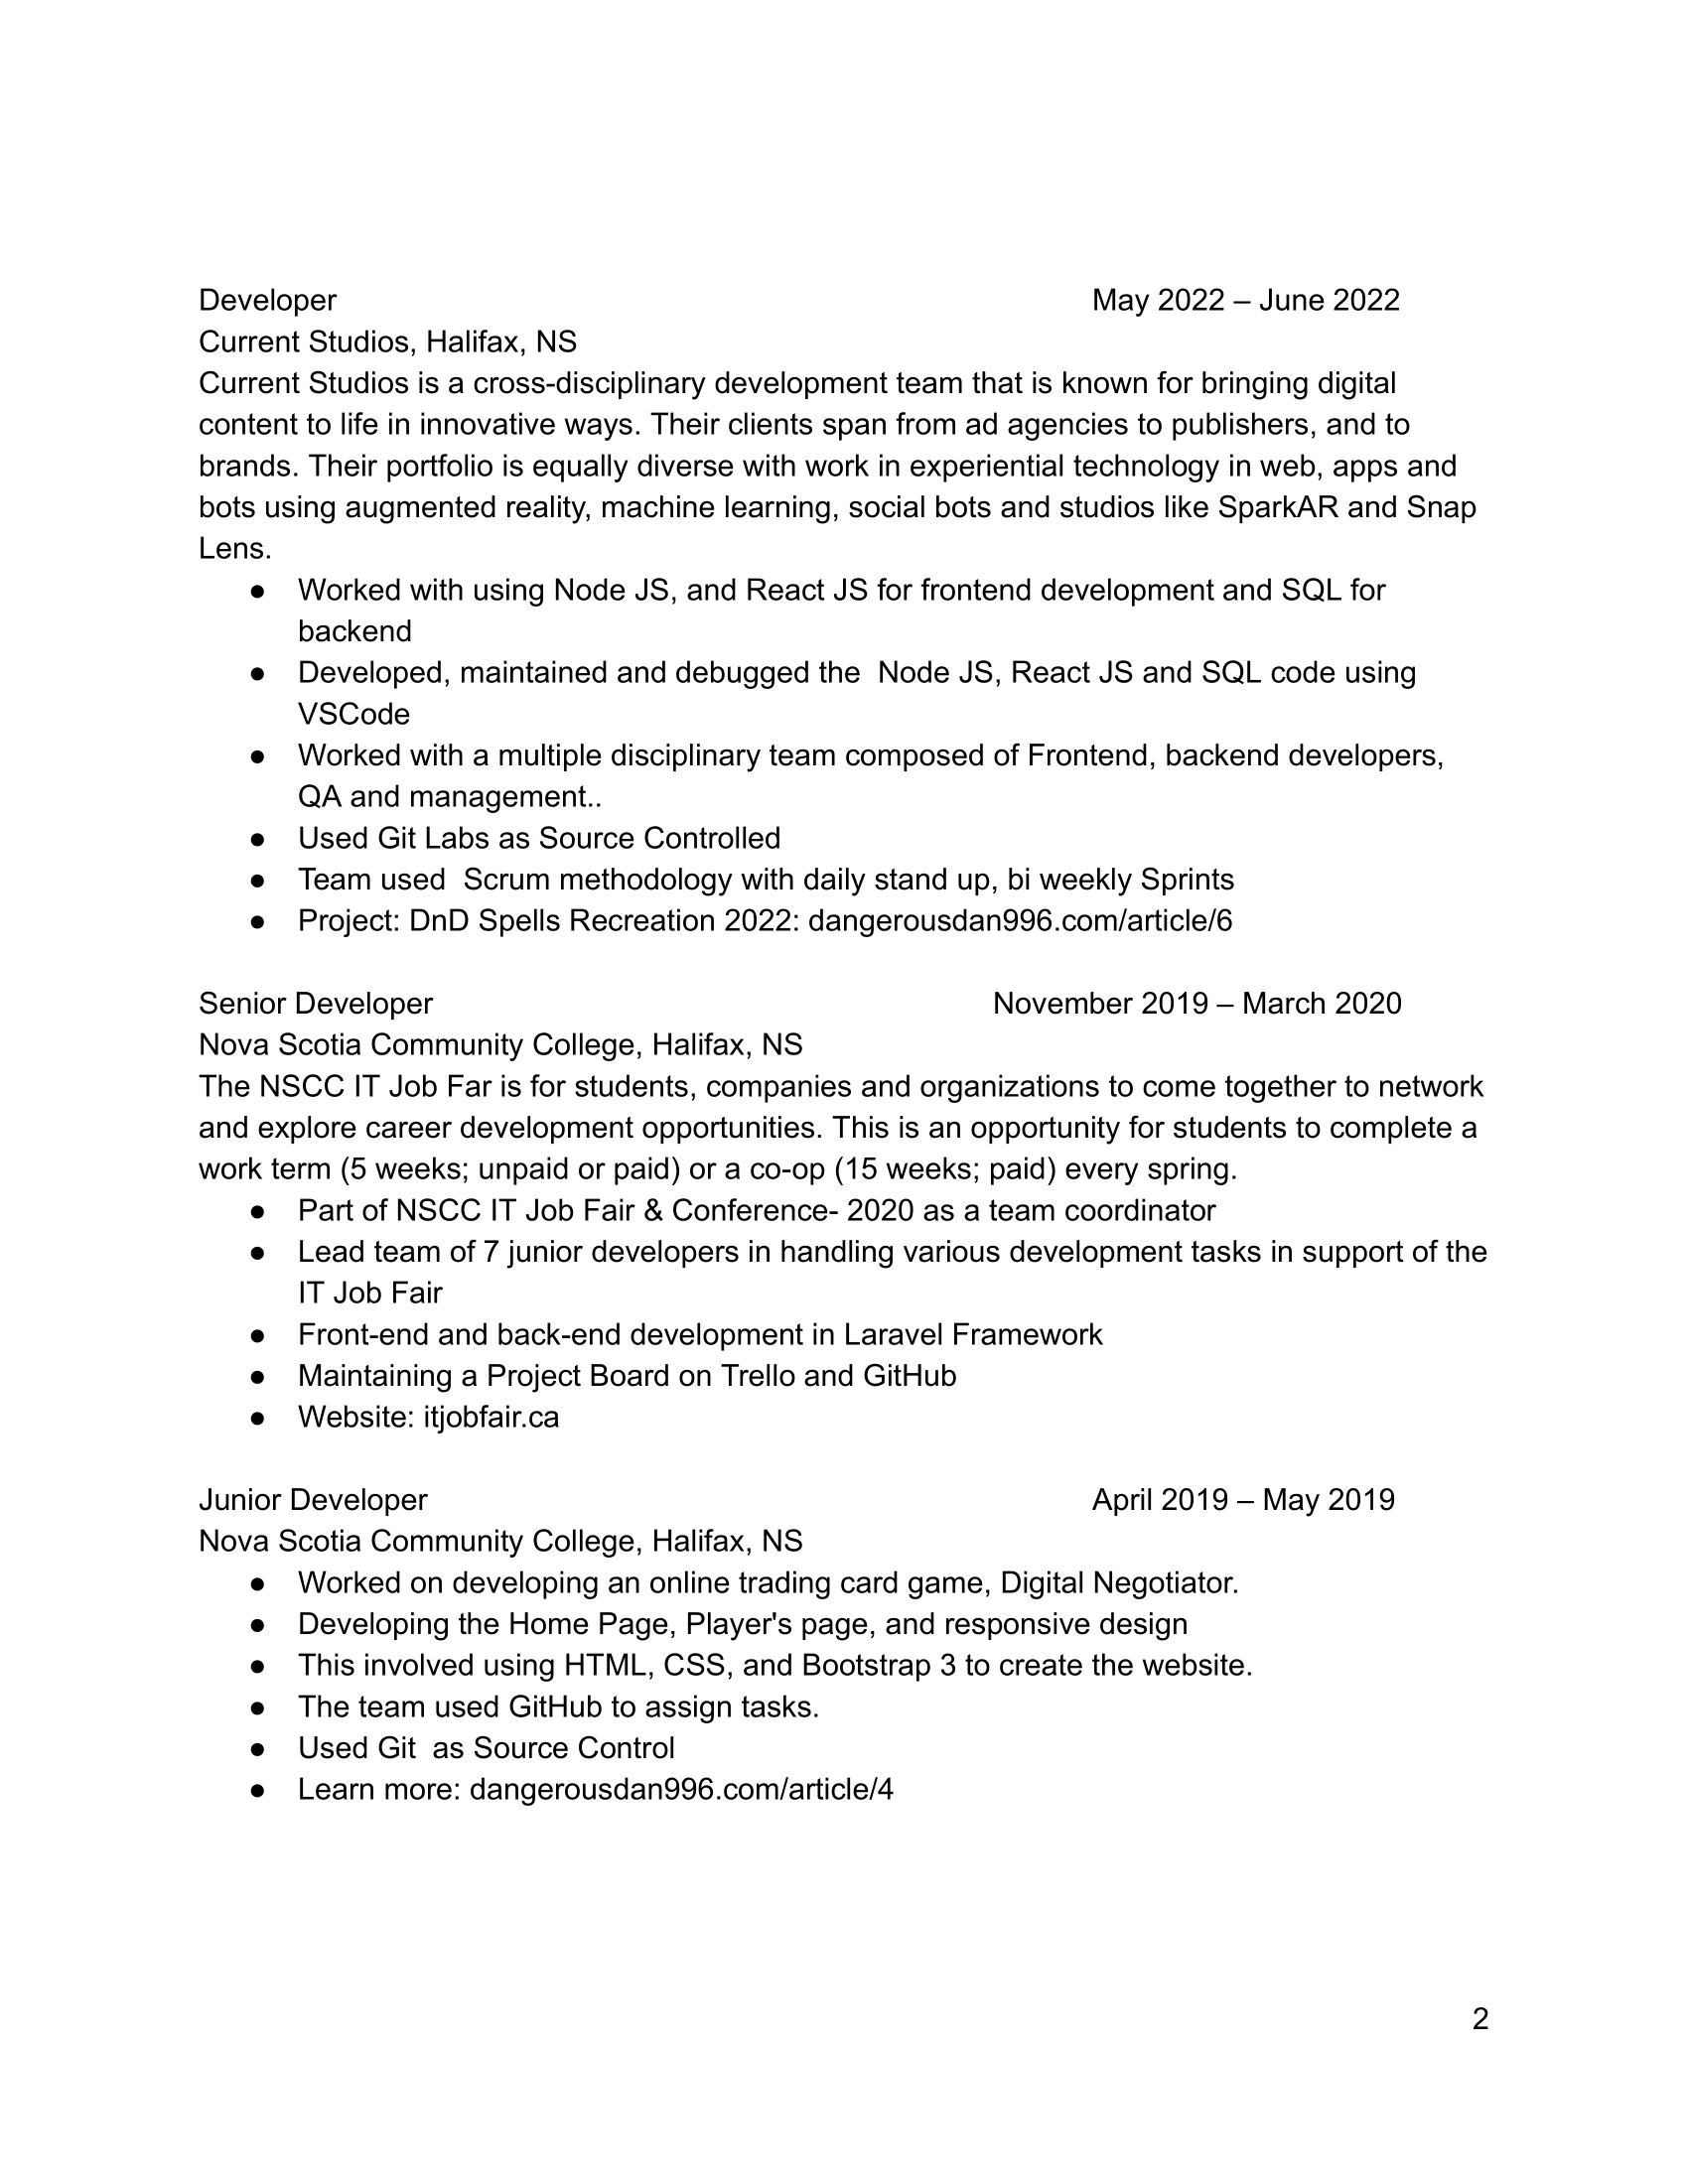 Developer May 2022 – June 2022
Current Studios, Halifax, NS
Current Studios is a cross-disciplinary development team that is known for bringing digital
content to life in innovative ways. Their clients span from ad agencies to publishers, and to
brands. Their portfolio is equally diverse with work in experiential technology in web, apps and
bots using augmented reality, machine learning, social bots and studios like SparkAR and Snap
Lens.
● Worked with using Node JS, and React JS for frontend development and SQL for
backend
● Developed, maintained and debugged the  Node JS, React JS and SQL code using
VSCode
● Worked with a multiple disciplinary team composed of Frontend, backend developers,
QA and management..
● Used Git Labs as Source Controlled
● Team used  Scrum methodology with daily stand up, bi weekly Sprints
● Project: DnD Spells Recreation 2022: dangerousdan996.com/article/6
Senior Developer November 2019 – March 2020
Nova Scotia Community College, Halifax, NS
The NSCC IT Job Far is for students, companies and organizations to come together to network
and explore career development opportunities. This is an opportunity for students to complete a
work term (5 weeks; unpaid or paid) or a co-op (15 weeks; paid) every spring.
● Part of NSCC IT Job Fair & Conference- 2020 as a team coordinator
● Lead team of 7 junior developers in handling various development tasks in support of the
IT Job Fair
● Front-end and back-end development in Laravel Framework
● Maintaining a Project Board on Trello and GitHub
● Website: itjobfair.ca
Junior Developer April 2019 – May 2019
Nova Scotia Community College, Halifax, NS
● Worked on developing an online trading card game, Digital Negotiator.
● Developing the Home Page, Player's page, and responsive design
● This involved using HTML, CSS, and Bootstrap 3 to create the website.
● The team used GitHub to assign tasks.
● Used Git  as Source Control
● Learn more: dangerousdan996.com/article/4
2